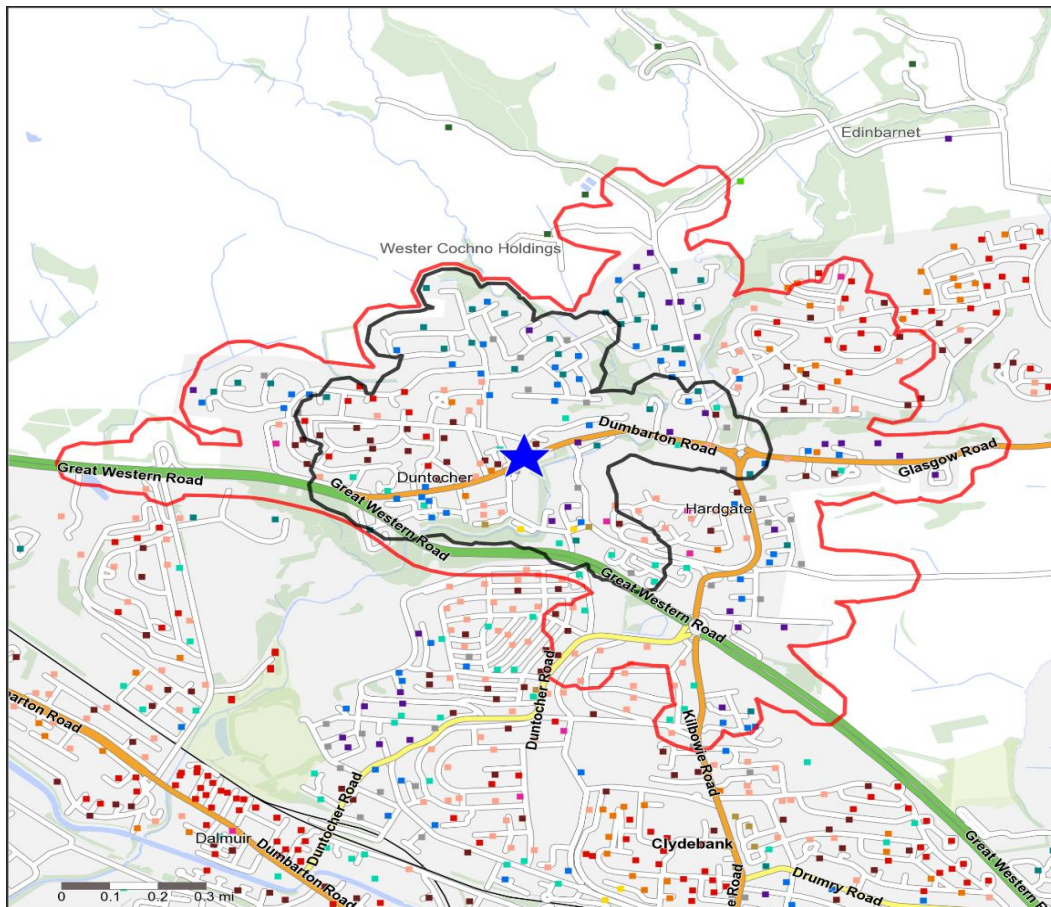 Edinbarnet
Wester Cochno Holdings
Dumbarton Road
Glasgow Road
Great Western Road
Duntocher
Great Western Road
Hardgate
Great Western Road
Duntocher Road
barton Road
Kilbowie Road
Duntocher Road
Dalmuir
Dumbarton Road
Clydebank
Great Western R
Drumry Road
e Road
0 0.1 0.2 0.3 mi